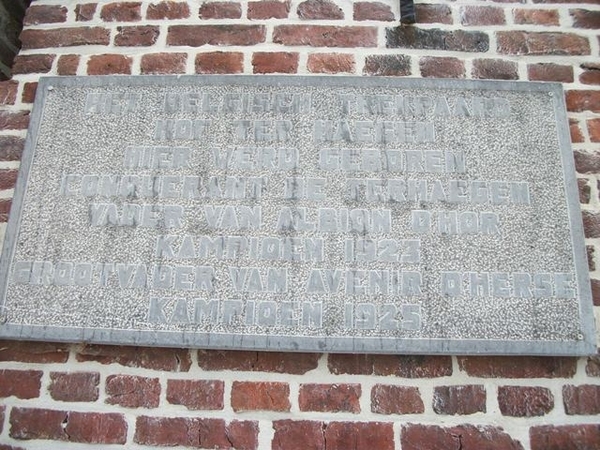 HET BELGISCH TREKPAARD
HOF TER HAEGEN
HIER WERD GEBOREN
CONQUERANT DE TERHAEGEN
VADER VAN ALBION D'HOR
KAMPIOEN 1923
GROOTVADER VAN AVENIR D'HERSE
KAMPIOEN 1925